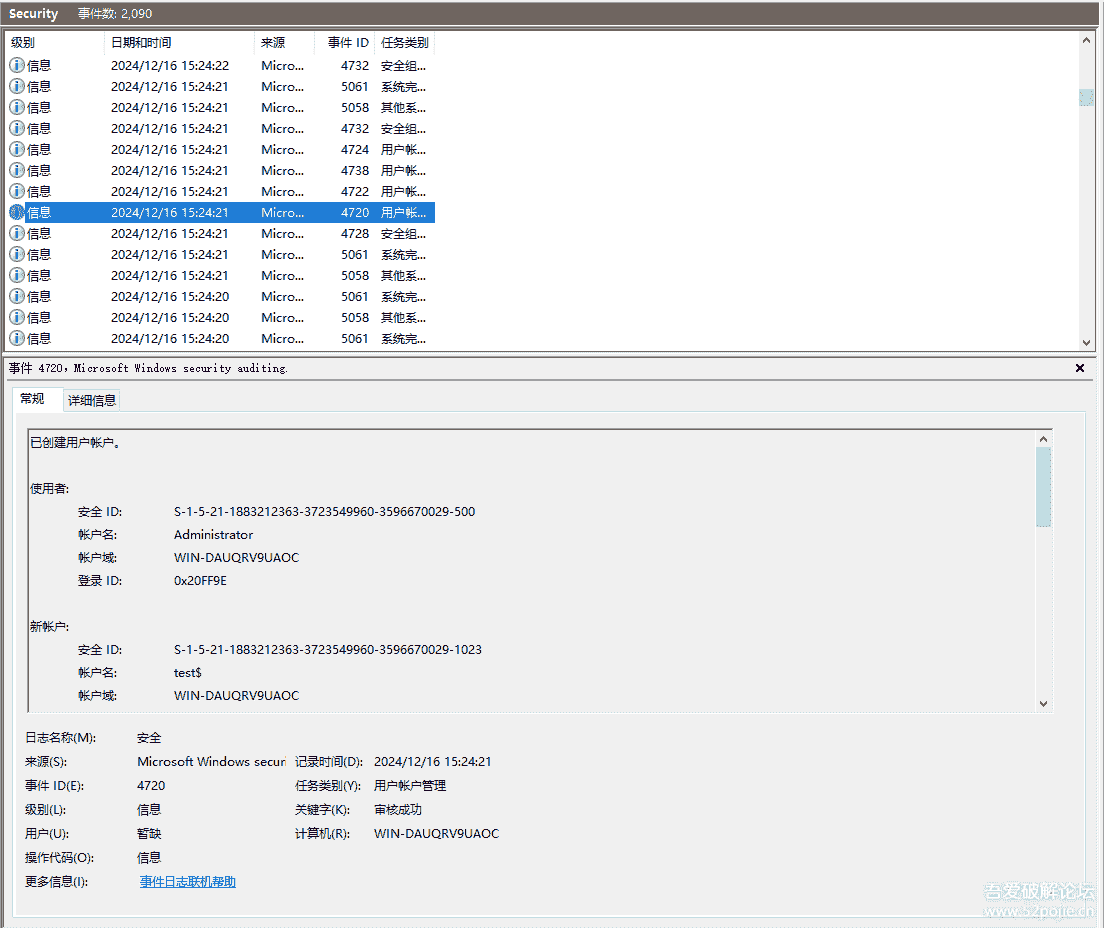 Security 事件数: 2,090
级别 日期和时间 来源 事件 ID 任务类别
信息 2024/12/16 15:24:22 Micro... 4732 安全组...
信息 2024/12/16 15:24:21 Micro... 5061 系统完...
信息 2024/12/16 15:24:21 Micro... 5058 其他系...
信息 2024/12/16 15:24:21 Micro... 4732 安全组...
信息 2024/12/16 15:24:21 Micro... 4724 用户帐...
信息 2024/12/16 15:24:21 Micro... 4738 用户帐...
信息 2024/12/16 15:24:21 Micro... 4722 用户帐...
信息 2024/12/16 15:24:21 Micro... 4720 用户帐...
信息 2024/12/16 15:24:21 Micro... 4728 安全组...
信息 2024/12/16 15:24:21 Micro... 5061 系统完...
信息 2024/12/16 15:24:21 Micro... 5058 其他系...
信息 2024/12/16 15:24:20 Micro... 5061 系统完...
信息 2024/12/16 15:24:20 Micro... 5058 其他系...
信息 2024/12/16 15:24:20 Micro... 5061 系统完...
事件 4720，Microsoft Windows security auditing.
常规 详细信息
已创建用户帐户。
使用者:
安全 ID: S-1-5-21-1883212363-3723549960-3596670029-500
帐户名: Administrator
帐户域: WIN-DAUQRV9UAOC
登录 ID: 0x20FF9E
新帐户:
安全 ID: S-1-5-21-1883212363-3723549960-3596670029-1023
帐户名: test$
帐户域: WIN-DAUQRV9UAOC
日志名称(M): 安全
来源(S): Microsoft Windows securi 记录时间(D): 2024/12/16 15:24:21
事件 ID(E): 4720 任务类别(Y): 用户帐户管理
级别(L): 信息 关键字(K): 审核成功
用户(U): 暂缺 计算机(R): WIN-DAUQRV9UAOC
操作代码(O): 信息
更多信息(I): 事件日志联机帮助
吾爱破解论坛
www.52pojie.cn